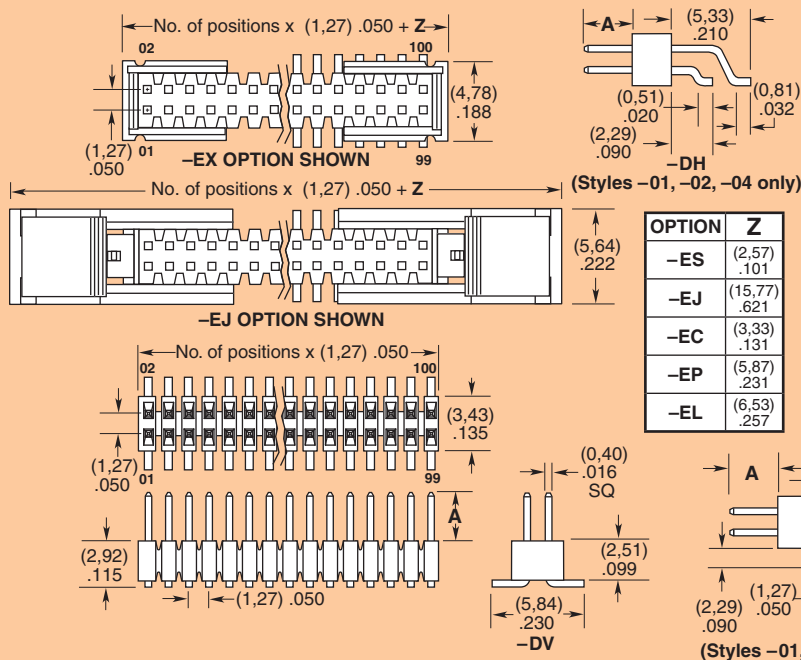 No. of positions x (1,27) .050 + Z
02
100
(4,78)
.188
(1,27)
.050
01
–EX OPTION SHOWN
99
A
(5,33)
.210
(0,51)
.020
(0,81)
.032
(2,29)
.090
–DH
(Styles –01, –02, –04 only)
No. of positions x (1,27) .050 + Z
(5,64)
.222
–EJ OPTION SHOWN
OPTION Z
–ES (2,57) .101
–EJ (15,77) .621
–EC (3,33) .131
–EP (5,87) .231
–EL (6,53) .257
No. of positions x (1,27) .050
02
100
(3,43)
.135
(1,27)
.050
01
99
A
(2,92)
.115
(1,27) .050
(0,40)
.016
SQ
(2,51)
.099
(5,84)
.230
–DV
A
(2,29)
.090
(1,27)
.050
(Styles –01,